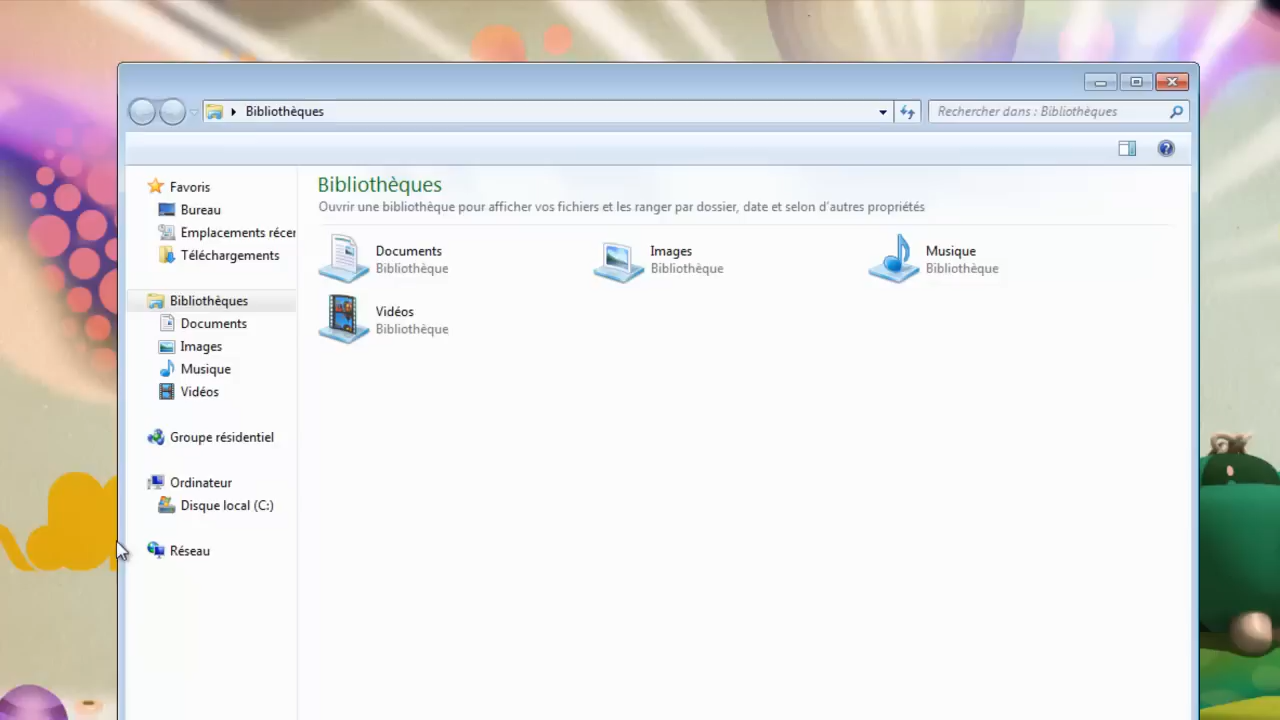 Bibliothèques
Rechercher dans : Bibliothèques
Favoris
Bureau
Emplacements récer
Téléchargements
Bibliothèques
Documents
Images
Musique
Vidéos
Groupe résidentiel
Ordinateur
Disque local (C:)
Réseau
Bibliothèques
Ouvrir une bibliothèque pour afficher vos fichiers et les ranger par dossier, date et selon d'autres propriétés
Documents
Bibliothèque
Images
Bibliothèque
Musique
Bibliothèque
Vidéos
Bibliothèque